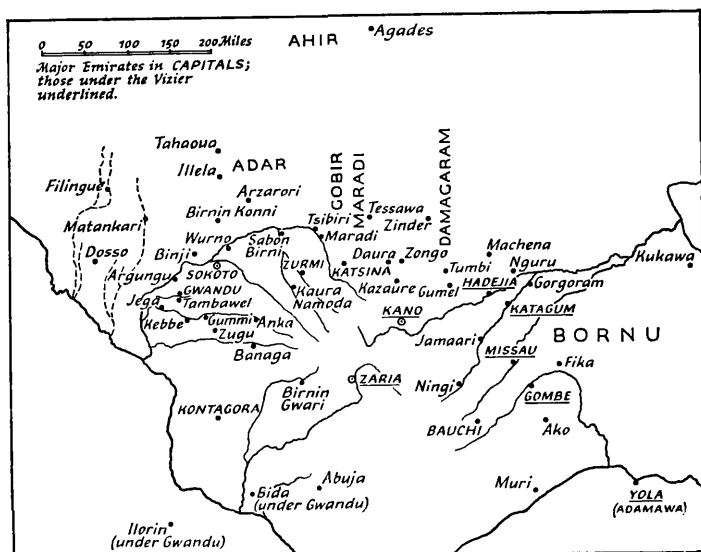 0 50 100 150 200 Miles
Major Emirates in CAPITALS;
those under the Vizier
underlined.
AHIR
Agades
Tahaoua
Illela
ADAR
Filingue
Arzarori
GOBIR
MARADI
DAMAGARAM
Matankari
Birnin Konni
Tsibiri
Tessawa
Zinder
Maradi
Dosso
Binji
Wurno
Sabon
Birni
Daura
Zongo
Machena
Nguru
Kukawa
Argungu
SOKOTO
ZURMI
KATSINA
Tumbi
HADEJIA
Gorgoram
GWANDU
Kaura
Namoda
Kazaure
Gumel
Jega
Tambawel
KANO
KATAGUM
Kebbe
Gummi
Anka
Zugu
Jamaari
BORNU
Banaga
MISSAU
Fika
Birnin
Gwari
ZARIA
Ningi
GOMBE
KONTAGORA
BAUCHI
Ako
Bida
(under Gwandu)
Abuja
Muri
YOLA
(ADAMAWA)
Ilorin
(under Gwandu)